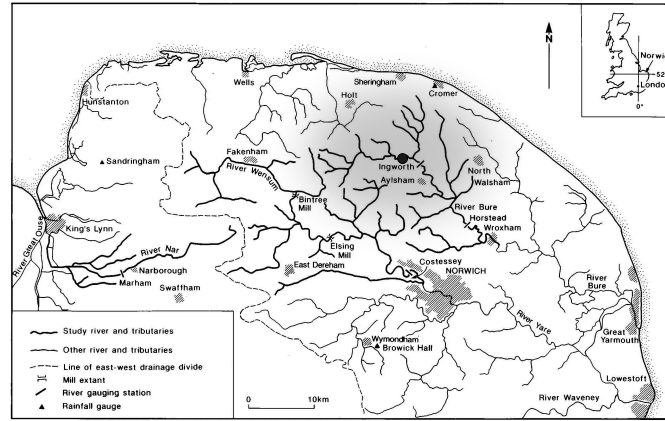 N
Norwich
52°
London
0°
Sheringham
Cromer
Wells
Holt
Hunstanton
Sandringham
Fakenham
River Wensum
Ingworth
Aylsham
North
Walsham
Bintree
Mill
River Bure
Horstead
Wroxham
River Great Ouse
King's Lynn
River Nar
Elsing
Mill
Costessey
NORWICH
East Dereham
Narborough
Marham
Swaffham
River
Bure
River Yare
Great
Yarmouth
Wymondham
Browick Hall
Lowestoft
River Waveney
Study river and tributaries
Other river and tributaries
Line of east-west drainage divide
Mill extant
River gauging station
Rainfall gauge
0 10km